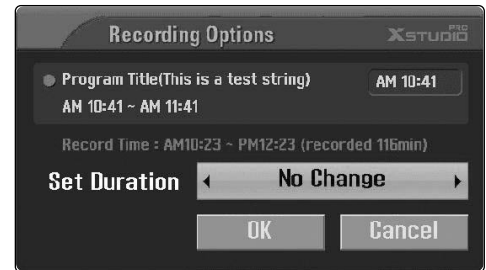 Recording Options
XSTUDIO PRO
Program Title(This is a test string)
AM 10:41
AM 10:41 ~ AM 11:41
Record Time : AM10:23 ~ PM12:23 (recorded 116min)
Set Duration
No Change
OK
Cancel